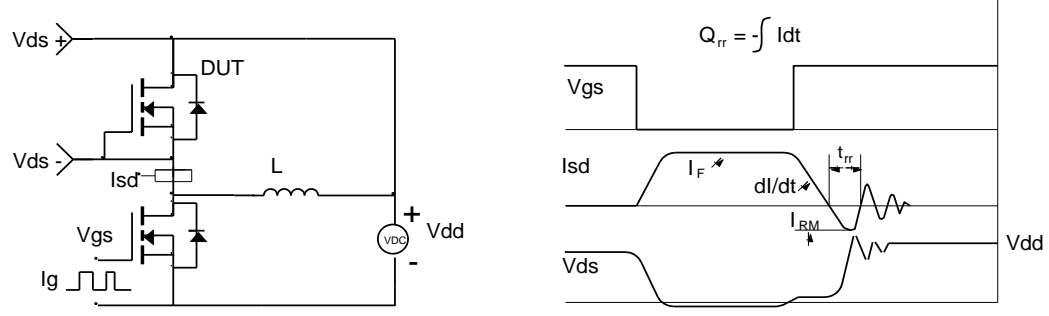 Vds +
DUT
Vds -
Isd
L
Vgs
Ig
+
VDC
Vdd
-
Qrr = -∫ Idt
Vgs
Isd
IF
dI/dt
trr
IRM
Vds
Vdd